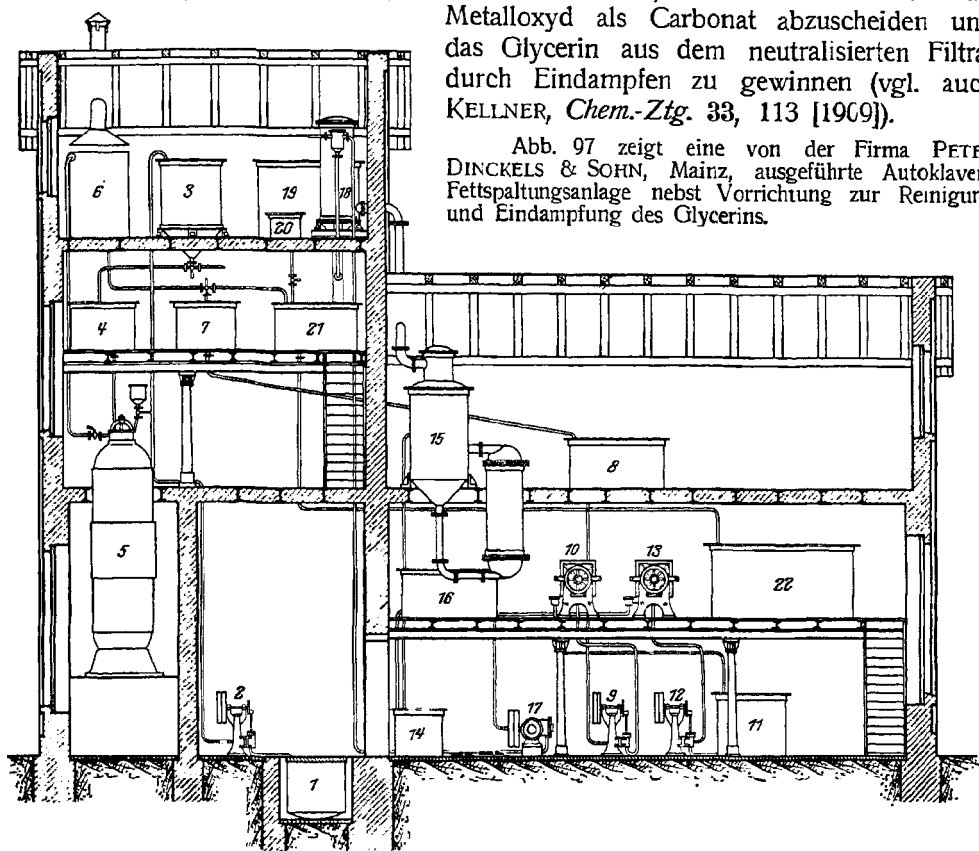 Metalloxyd als Carbonat abzuscheiden un
das Glycerin aus dem neutralisierten Filtra
durch Eindampfen zu gewinnen (vgl. auc
KELLNER, Chem.-Ztg. 33, 113 [1909]).
Abb. 97 zeigt eine von der Firma PETE
DINCKELS & SOHN, Mainz, ausgeführte Autoklaven
Fettspaltungsanlage nebst Vorrichtung zur Reinigun
und Eindampfung des Glycerins.
6 3 19 18
20
4 7 21
15 8
5 10 13
16 22
2 14 17 9 12 11
1